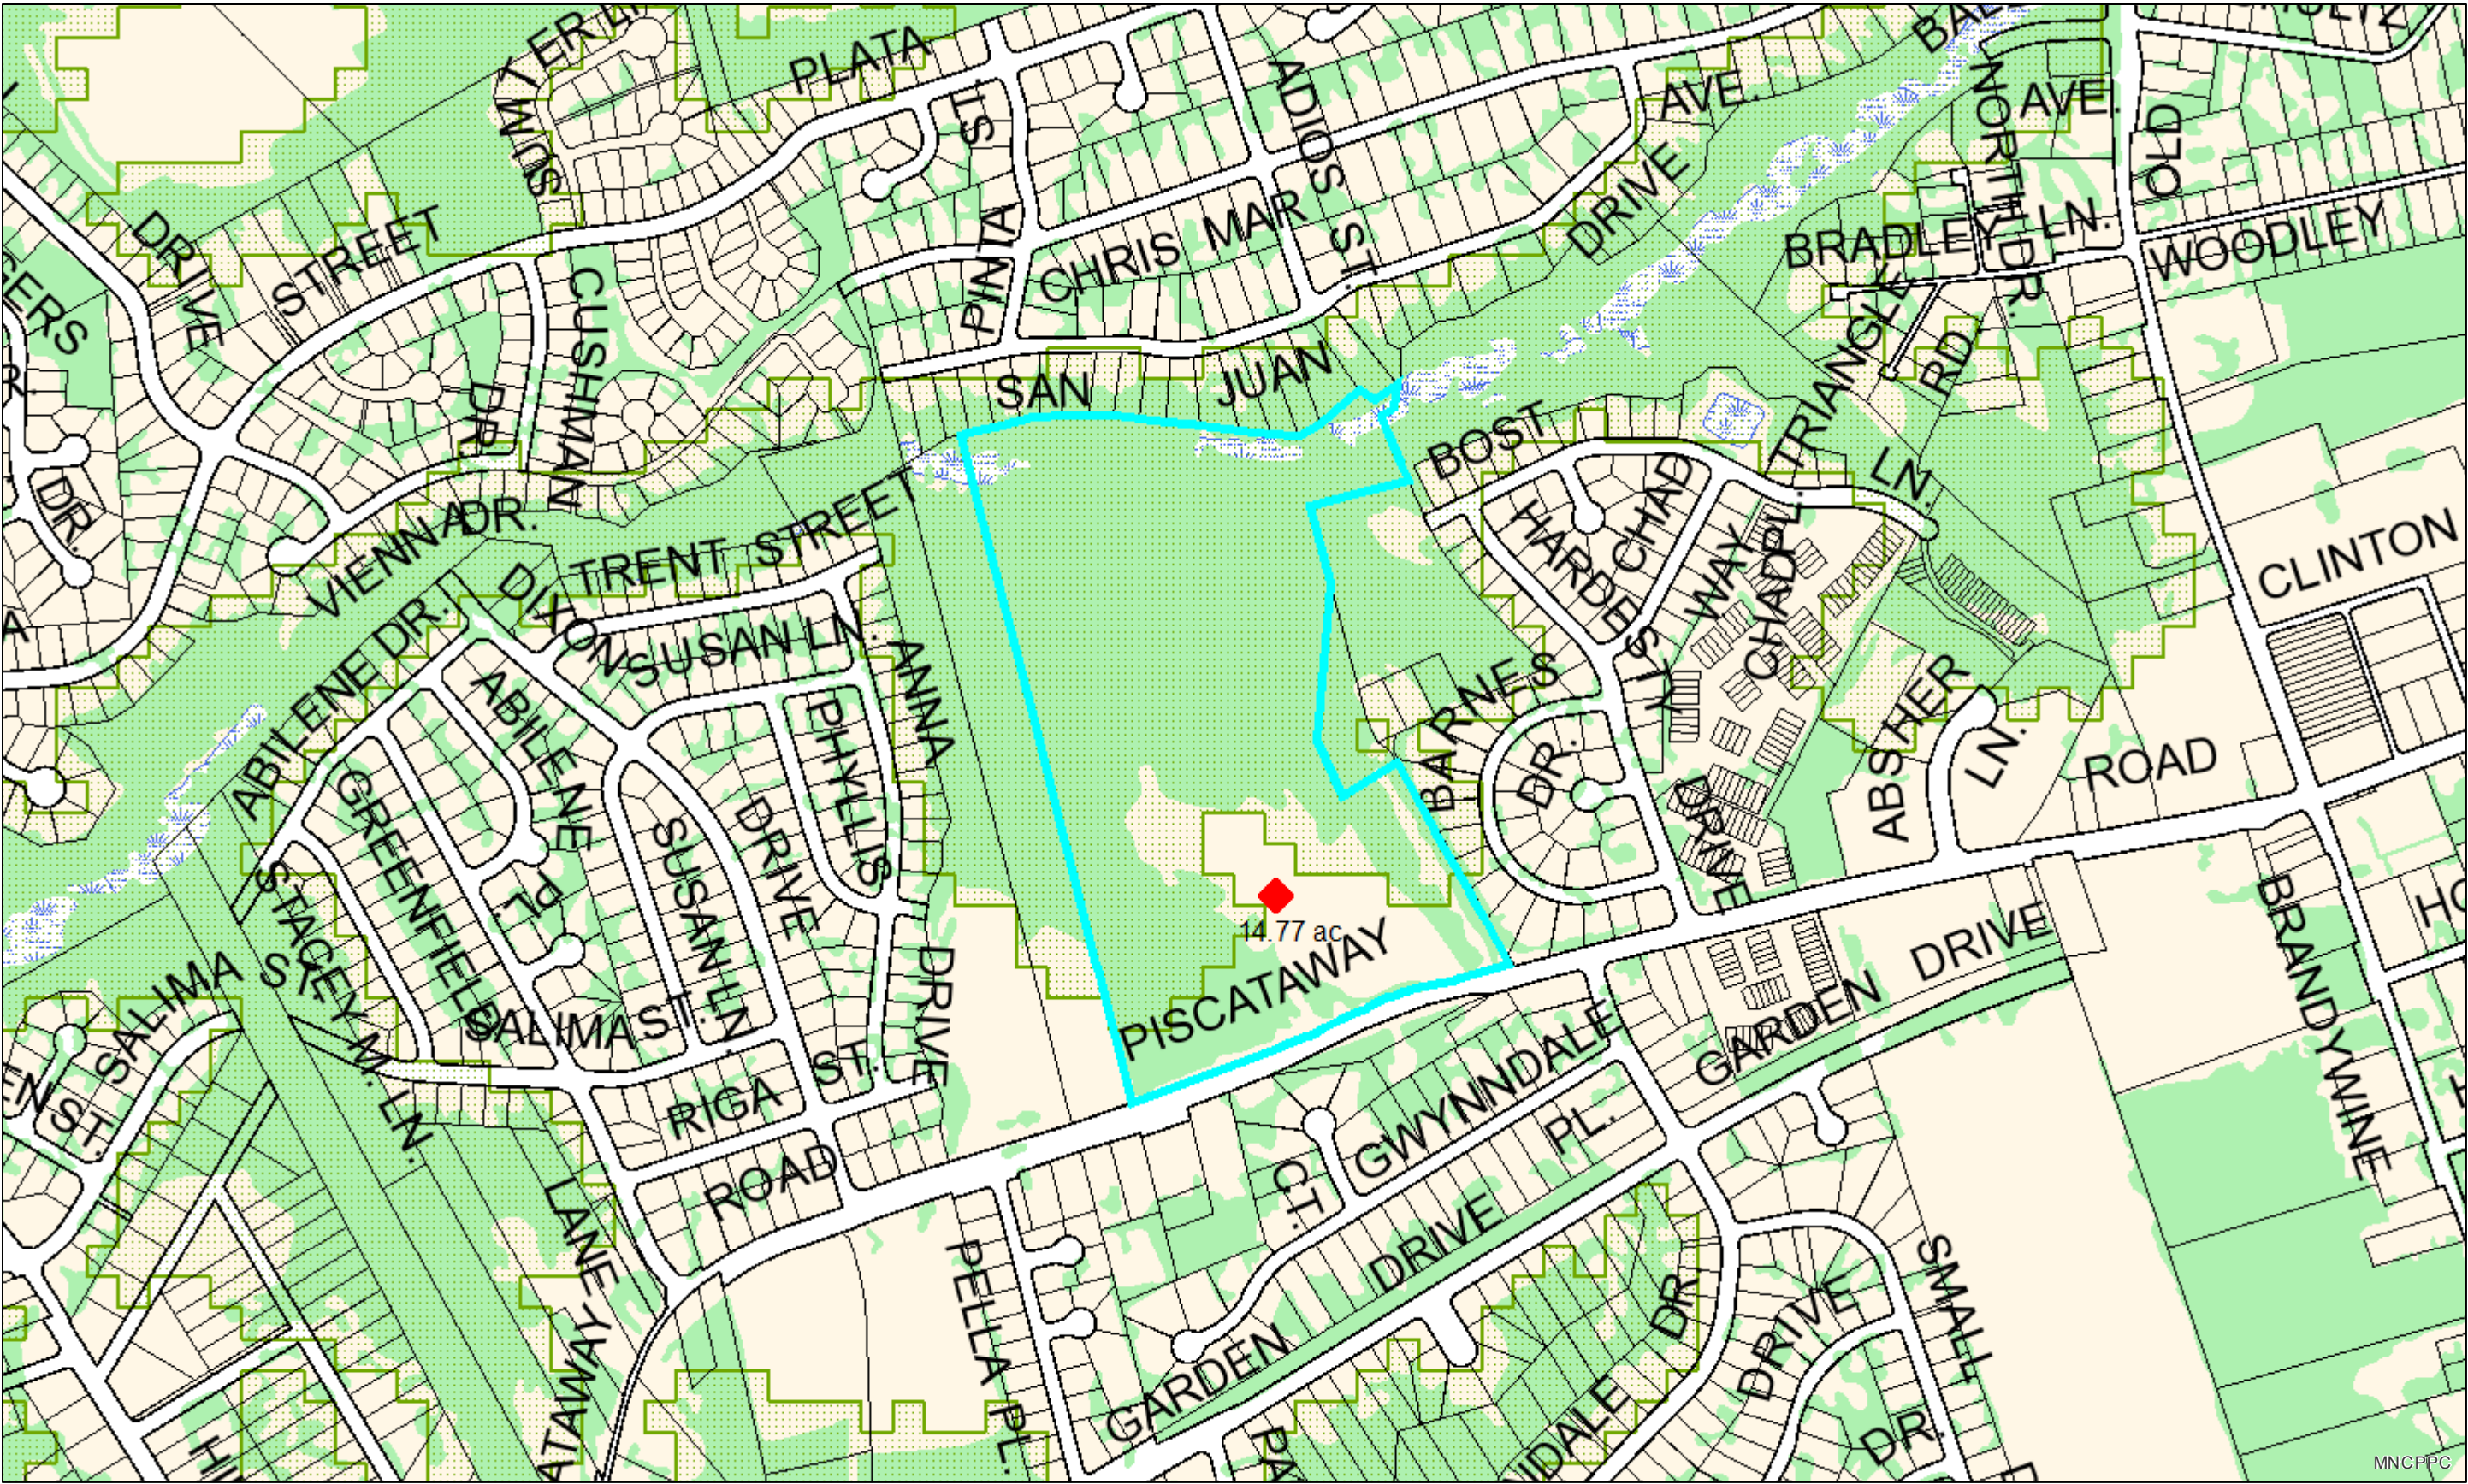 SUMTER
PLATA
PINTA ST.
ADIOS ST.
AVE.
AVE.
NORTH DR.
OLD
DRIVE
STREET
CHRIS MAR
DRIVE
BRADLEY LN.
WOODLEY
CUSHMAN
DR.
SAN JUAN
TRIANGLE
RD.
DR.
VIENNA
DR.
TRENT STREET
BOST
LN.
CHAD
WAY
CHAD PL.
HARDESTY
DRIVE
CLINTON
ABILENE DR.
DIXON
DRIVE
SUSAN LN.
ANNA
DRIVE
ABILENE
PL.
PHYLLIS
BARNES
DR.
ABSHER
LN.
ROAD
GREENFIELD
SUSAN LN.
STACEY M. LN.
14.77 ac
PISCATAWAY
ROAD
BRANDYWINE
SALIMA ST.
SALIMA ST.
RIGA ST.
GARDEN DRIVE
GWYNNDALE
PL.
CT.
LANE
PELLA PL.
GARDEN
DRIVE
DR.
DRIVE
SMALL
DR.
MNCPPC